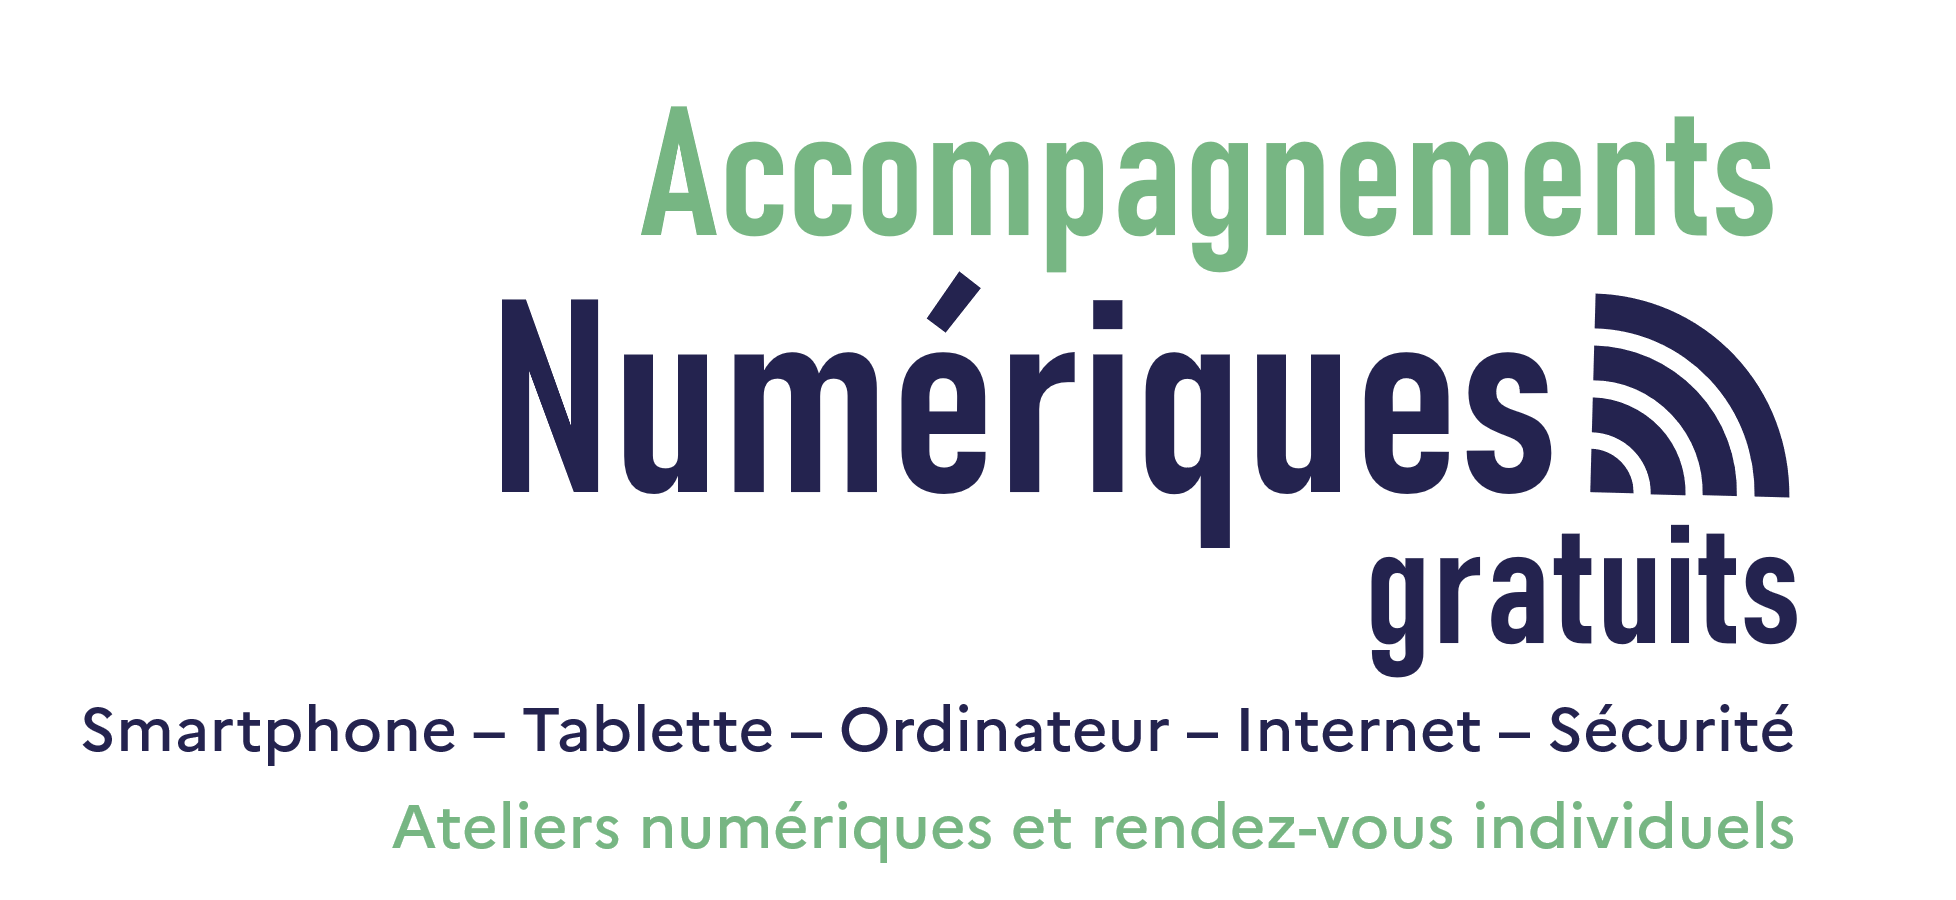 Accompagnements
Numériques
gratuits
Smartphone – Tablette – Ordinateur – Internet – Sécurité
Ateliers numériques et rendez-vous individuels